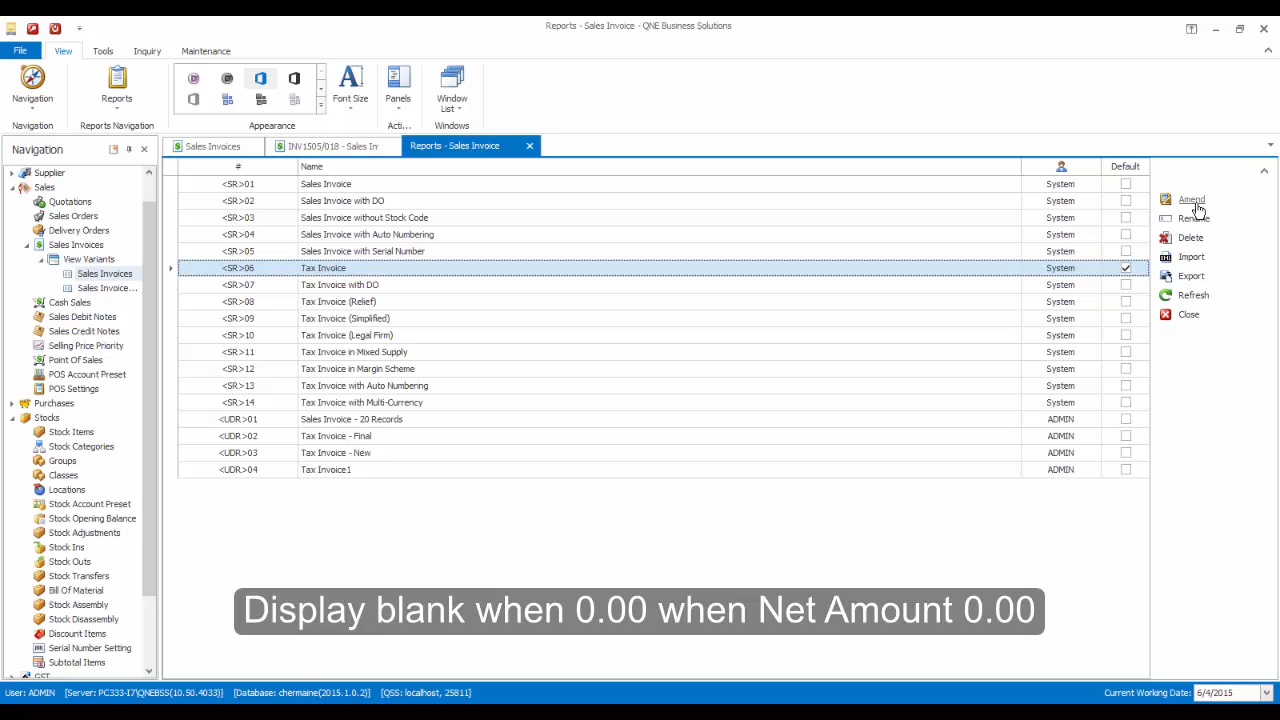 Reports - Sales Invoice - QNE Business Solutions
File View Tools Inquiry Maintenance
Navigation Reports Font Size Panels Window List
Navigation Reports Navigation Appearance Acti... Windows
Navigation
Sales Invoices INV1505/018 - Sales In Reports - Sales Invoice
Supplier
Sales
Quotations
Sales Orders
Delivery Orders
Sales Invoices
View Variants
Sales Invoices
Sales Invoice...
Cash Sales
Sales Debit Notes
Sales Credit Notes
Selling Price Priority
Point Of Sales
POS Account Preset
POS Settings
Purchases
Stocks
Stock Items
Stock Categories
Groups
Classes
Locations
Stock Account Preset
Stock Opening Balance
Stock Adjustments
Stock Ins
Stock Outs
Stock Transfers
Bill Of Material
Stock Assembly
Stock Disassembly
Discount Items
Serial Number Setting
Subtotal Items
GST
# Name Default
<SR>01 Sales Invoice System
<SR>02 Sales Invoice with DO System
<SR>03 Sales Invoice without Stock Code System
<SR>04 Sales Invoice with Auto Numbering System
<SR>05 Sales Invoice with Serial Number System
<SR>06 Tax Invoice System
<SR>07 Tax Invoice with DO System
<SR>08 Tax Invoice (Relief) System
<SR>09 Tax Invoice (Simplified) System
<SR>10 Tax Invoice (Legal Firm) System
<SR>11 Tax Invoice in Mixed Supply System
<SR>12 Tax Invoice in Margin Scheme System
<SR>13 Tax Invoice with Auto Numbering System
<SR>14 Tax Invoice with Multi-Currency System
<UDR>01 Sales Invoice - 20 Records ADMIN
<UDR>02 Tax Invoice - Final ADMIN
<UDR>03 Tax Invoice - New ADMIN
<UDR>04 Tax Invoice1 ADMIN
Amend
Rename
Delete
Import
Export
Refresh
Close
Display blank when 0.00 when Net Amount 0.00
User: ADMIN [Server: PC333-I7\QNEBSS(10.50.4033)] [Database: chermaine(2015.1.0.2)] [QSS: localhost, 25811] Current Working Date: 6/4/2015